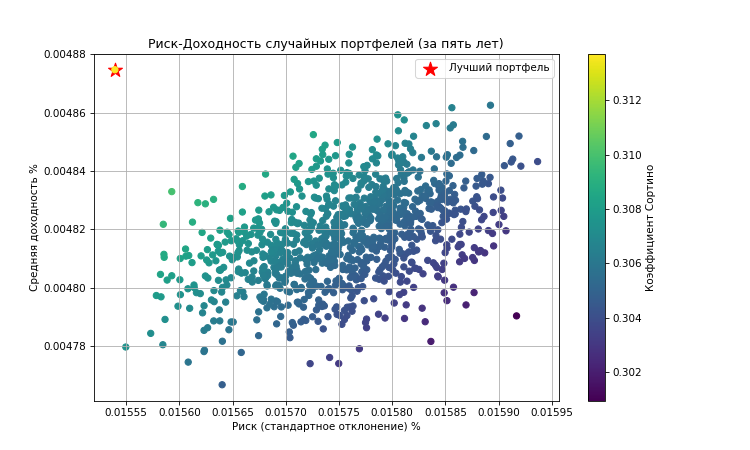 Риск-Доходность случайных портфелей (за пять лет)
Лучший портфель
0.00488
0.00486
0.00484
0.00482
0.00480
0.00478
Средняя доходность %
0.01555 0.01560 0.01565 0.01570 0.01575 0.01580 0.01585 0.01590 0.01595
Риск (стандартное отклонение) %
0.312
0.310
0.308
0.306
0.304
0.302
Коэффициент Сортино